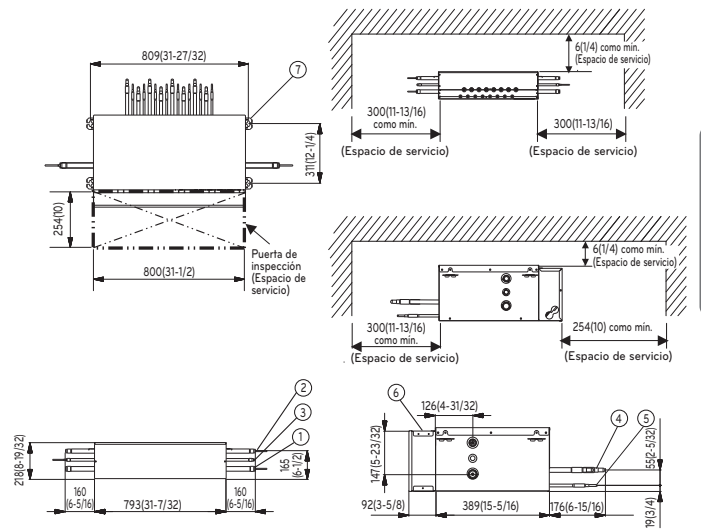 809(31-27/32)
7
311(12-1/4)
254(10)
Puerta de
inspección
(Espacio de
servicio)
800(31-1/2)
6(1/4) como mín.
(Espacio de servicio)
300(11-13/16)
como mín.
(Espacio de servicio)
300(11-13/16)
(Espacio de servicio)
6(1/4) como mín.
(Espacio de servicio)
300(11-13/16)
como mín.
(Espacio de servicio)
254(10) como mín.
(Espacio de servicio)
2
3
1
218(8-19/32)
165
(6-1/2)
160
(6-5/16)
793(31-7/32)
160
(6-5/16)
6
126(4-31/32)
4
5
147(5-23/32)
55(2-5/32)
92(3-5/8)
389(15-5/16)
176(6-15/16)
19(3/4)